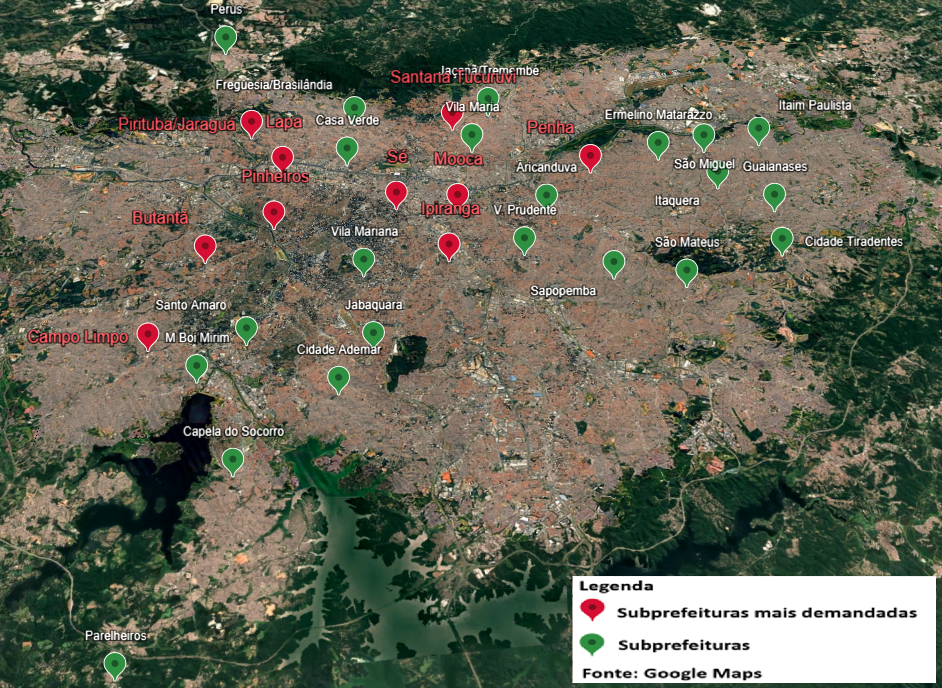 Perus
Jaçanã/Tremembé
Santana Tucuruvi
Freguesia/Brasilândia
Vila Maria
Itaim Paulista
Pirituba/Jaraguá
Lapa
Casa Verde
Ermelino Matarazzo
Penha
Sé
Mooca
Aricanduva
São Miguel
Guaianases
Pinheiros
Itaquera
Ipiranga
V. Prudente
Butantã
Vila Mariana
São Mateus
Cidade Tiradentes
Sapopemba
Santo Amaro
Jabaquara
Campo Limpo
M Boi Mirim
Cidade Ademar
Capela do Socorro
Parelheiros
Legenda
Subprefeituras mais demandadas
Subprefeituras
Fonte: Google Maps